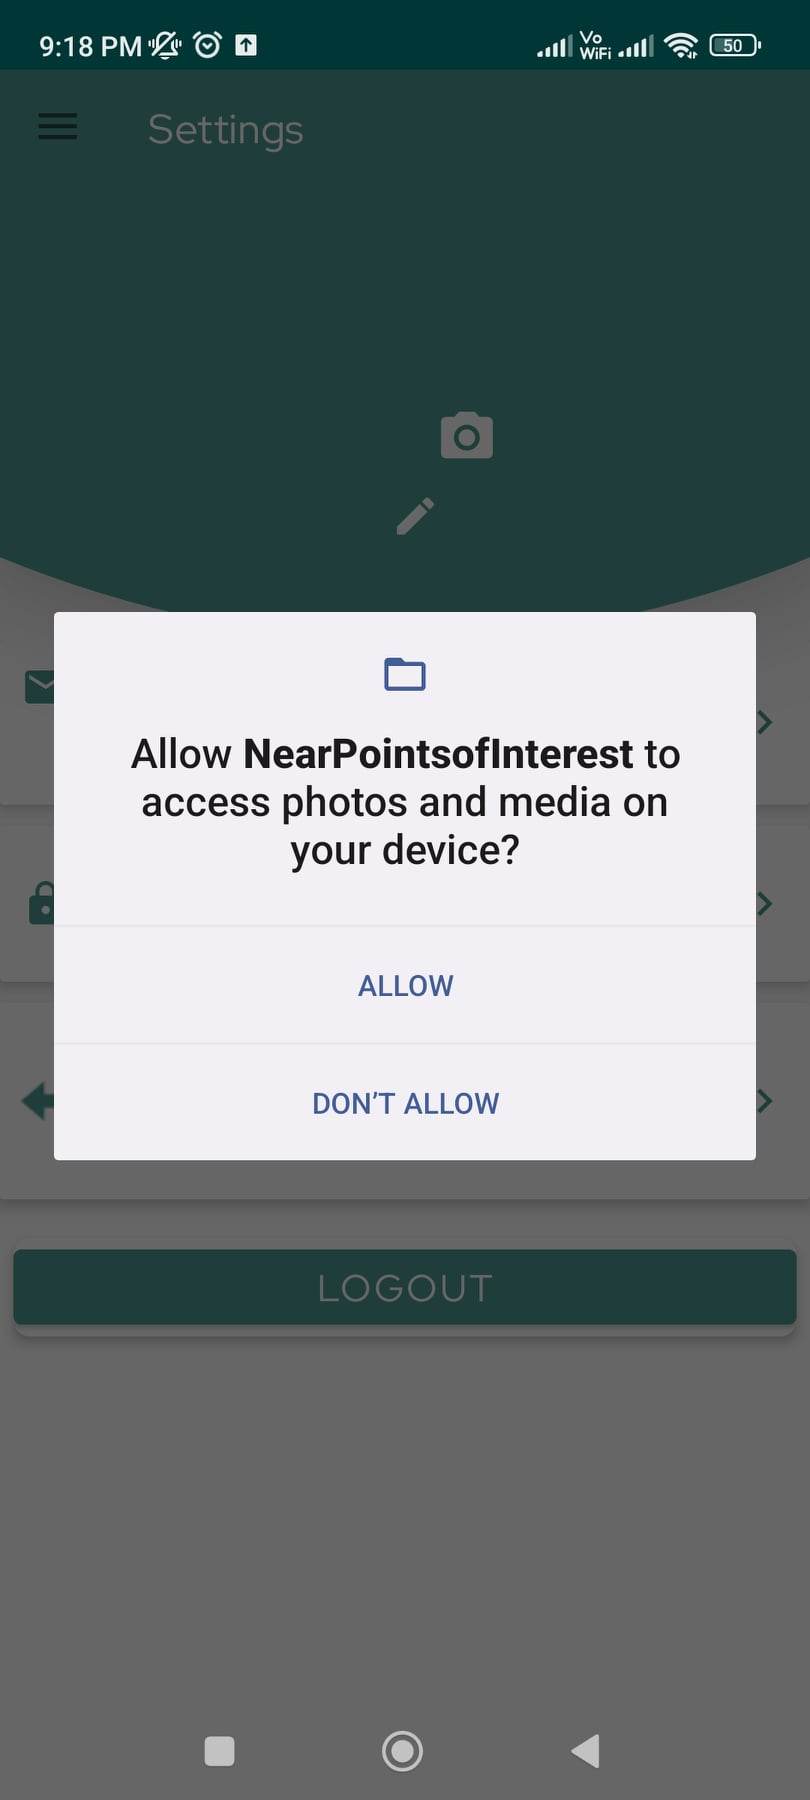 9:18 PM
Vo
WiFi
50
Settings
Allow NearPointsofInterest to
access photos and media on
your device?
ALLOW
DON’T ALLOW
LOGOUT